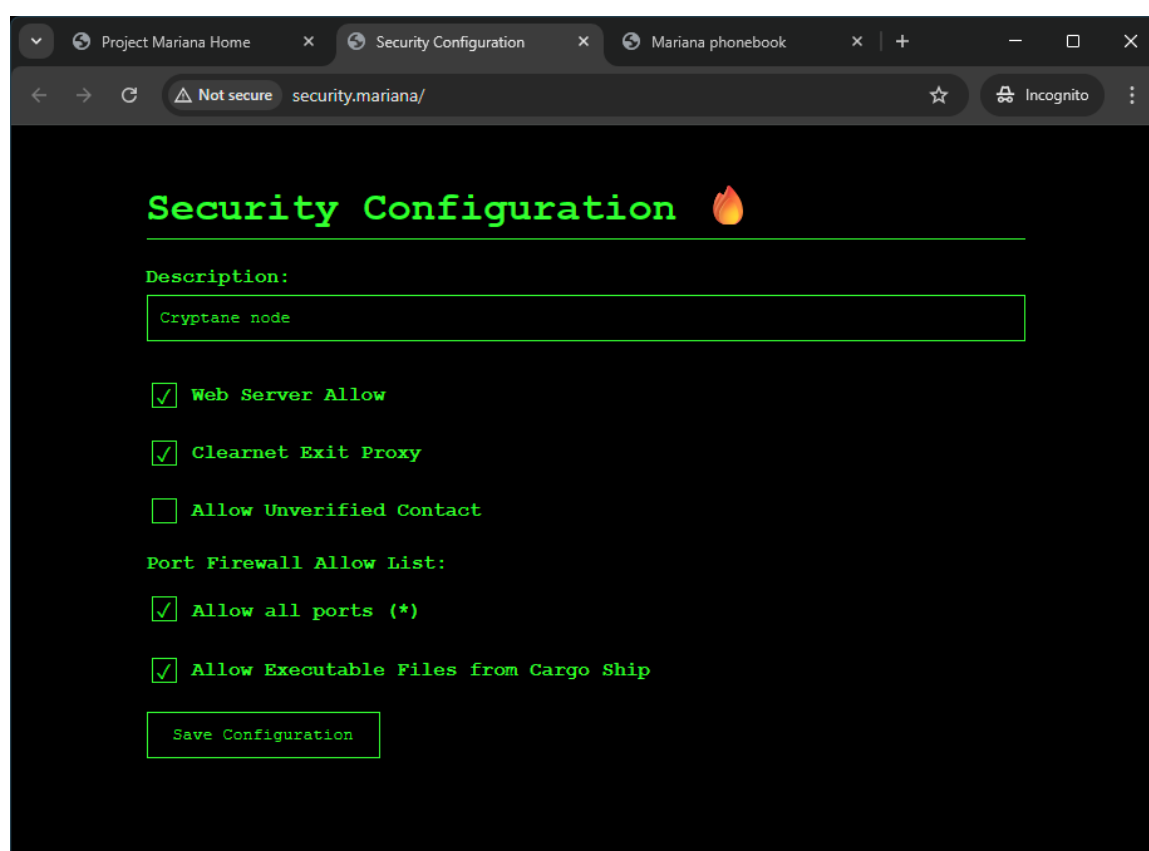 Project Mariana Home
Security Configuration
Mariana phonebook
Not secure security.mariana/
Incognito
Security Configuration 🔥
Description:
Cryptane node
✓ Web Server Allow
✓ Clearnet Exit Proxy
Allow Unverified Contact
Port Firewall Allow List:
✓ Allow all ports (*)
✓ Allow Executable Files from Cargo Ship
Save Configuration